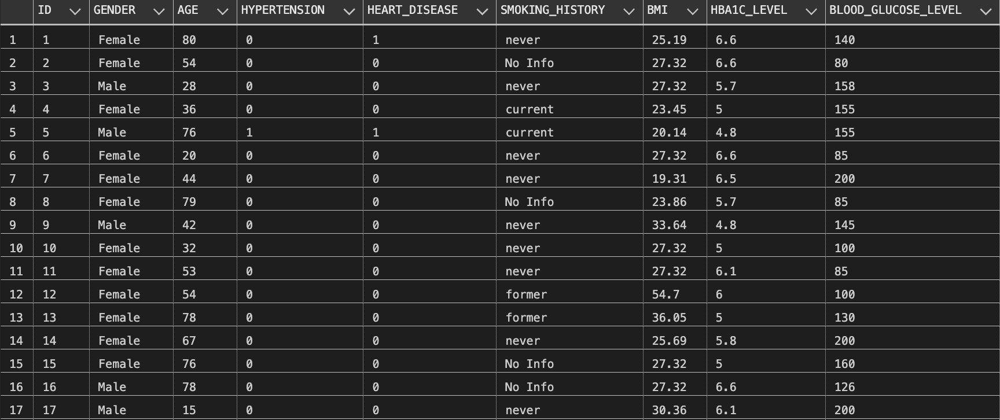 ID GENDER AGE HYPERTENSION HEART_DISEASE SMOKING_HISTORY BMI HBA1C_LEVEL BLOOD_GLUCOSE_LEVEL
1 1 Female 80 0 1 never 25.19 6.6 140
2 2 Female 54 0 0 No Info 27.32 6.6 80
3 3 Male 28 0 0 never 27.32 5.7 158
4 4 Female 36 0 0 current 23.45 5 155
5 5 Male 76 1 1 current 20.14 4.8 155
6 6 Female 20 0 0 never 27.32 6.6 85
7 7 Female 44 0 0 never 19.31 6.5 200
8 8 Female 79 0 0 No Info 23.86 5.7 85
9 9 Male 42 0 0 never 33.64 4.8 145
10 10 Female 32 0 0 never 27.32 5 100
11 11 Female 53 0 0 never 27.32 6.1 85
12 12 Female 54 0 0 former 54.7 6 100
13 13 Female 78 0 0 former 36.05 5 130
14 14 Female 67 0 0 never 25.69 5.8 200
15 15 Female 76 0 0 No Info 27.32 5 160
16 16 Male 78 0 0 No Info 27.32 6.6 126
17 17 Male 15 0 0 never 30.36 6.1 200